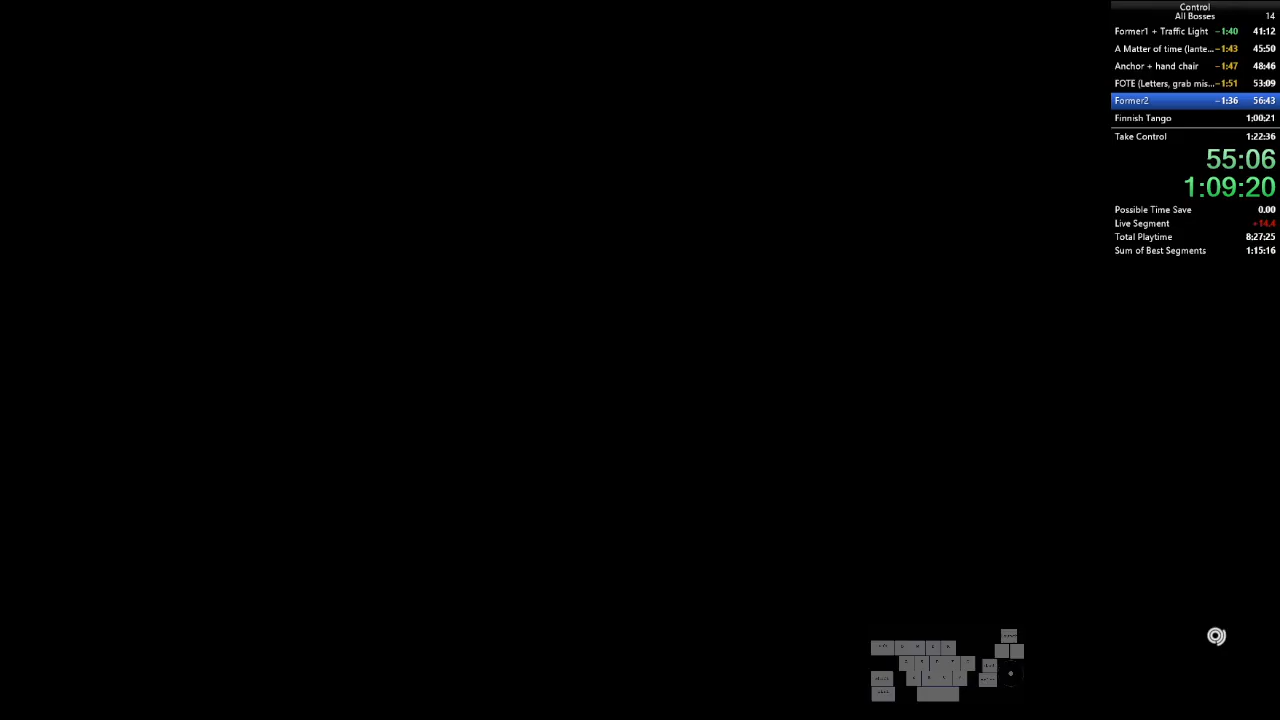 Control
All Bosses 14
Former1 + Traffic Light −1:40 41:12
A Matter of time (lante... −1:43 45:50
Anchor + hand chair −1:47 48:46
FOTE (Letters, grab mis... −1:51 53:09
Former2 −1:36 56:43
Finnish Tango 1:00:21
Take Control 1:22:36
55:06
1:09:20
Possible Time Save 0.00
Live Segment +14.4
Total Playtime 8:27:25
Sum of Best Segments 1:15:16